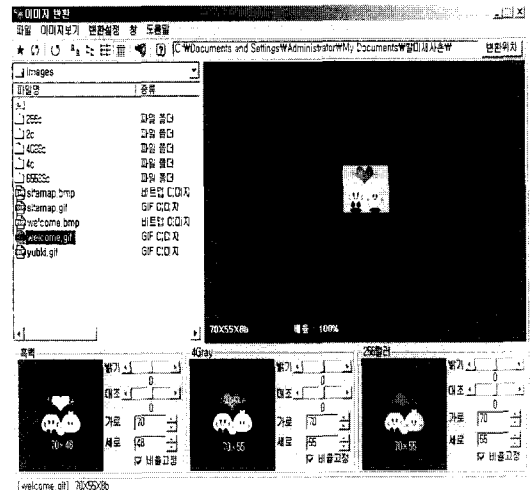 이미지 변환
파일 이미지보기 변환설정 창 도움말
C:₩Documents and Settings₩Administrator₩My Documents₩갈미세사촌₩ 변환위치
Images
파일명 종류
256c 파일 폴더
2c 파일 폴더
4096c 파일 폴더
4c 파일 폴더
65536c 파일 폴더
sitemap.bmp 비트맵 이미지
sitemap.gif GIF 이미지
welcome.bmp 비트맵 이미지
welcome.gif GIF 이미지
yubki.gif GIF 이미지
70X55X8b 배율 100%
흑백
밝기
0
대조
0
가로 70
세로 48
비율고정
70×48
4Gray
밝기
0
대조
0
가로 70
세로 55
비율고정
70×55
256컬러
밝기
0
대조
0
가로 70
세로 55
비율고정
70×55
[welcome.gif] 70X55X8b